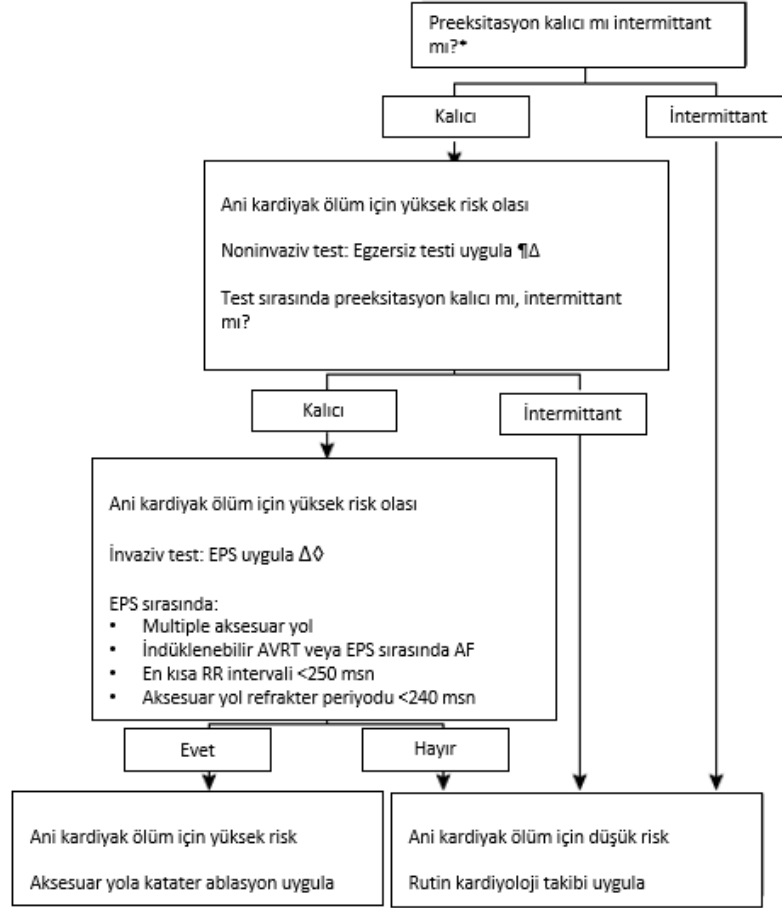 Preeksitasyon kalıcı mı intermittant
mı?*
Kalıcı
İntermittant
Ani kardiyak ölüm için yüksek risk olası
Noninvaziv test: Egzersiz testi uygula ¶Δ
Test sırasında preeksitasyon kalıcı mı, intermittant
mı?
Kalıcı
İntermittant
Ani kardiyak ölüm için yüksek risk olası
İnvaziv test: EPS uygula Δ◊
EPS sırasında:
• Multiple aksesuar yol
• İndüklenebilir AVRT veya EPS sırasında AF
• En kısa RR intervali <250 msn
• Aksesuar yol refrakter periyodu <240 msn
Evet
Hayır
Ani kardiyak ölüm için yüksek risk
Aksesuar yola katater ablasyon uygula
Ani kardiyak ölüm için düşük risk
Rutin kardiyoloji takibi uygula